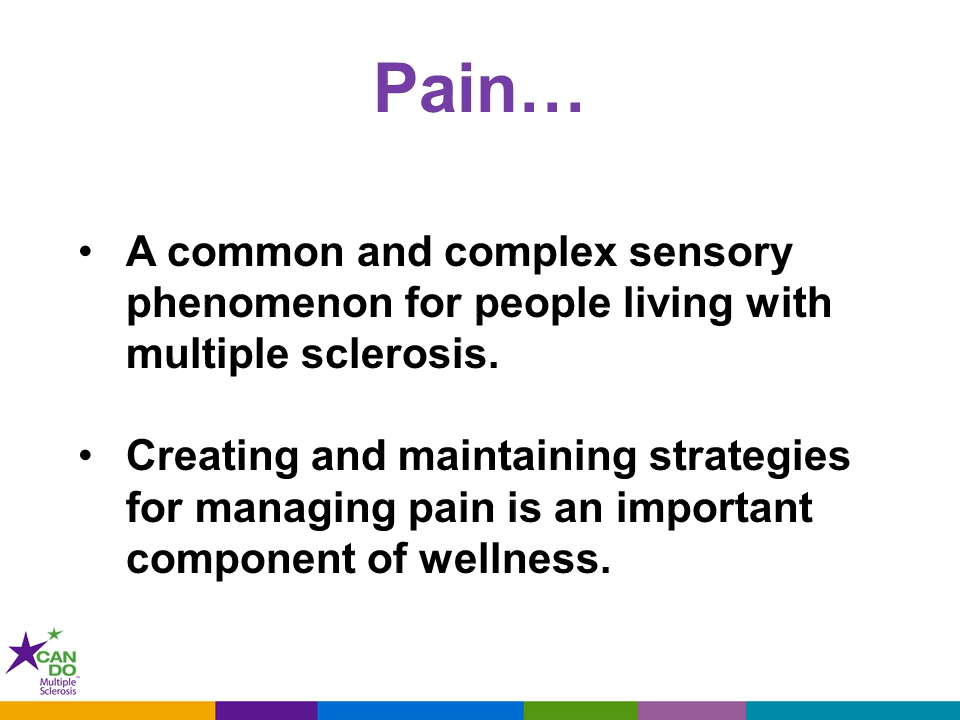 Pain…
• A common and complex sensory
phenomenon for people living with
multiple sclerosis.
• Creating and maintaining strategies
for managing pain is an important
component of wellness.
CAN
DO™
Multiple
Sclerosis